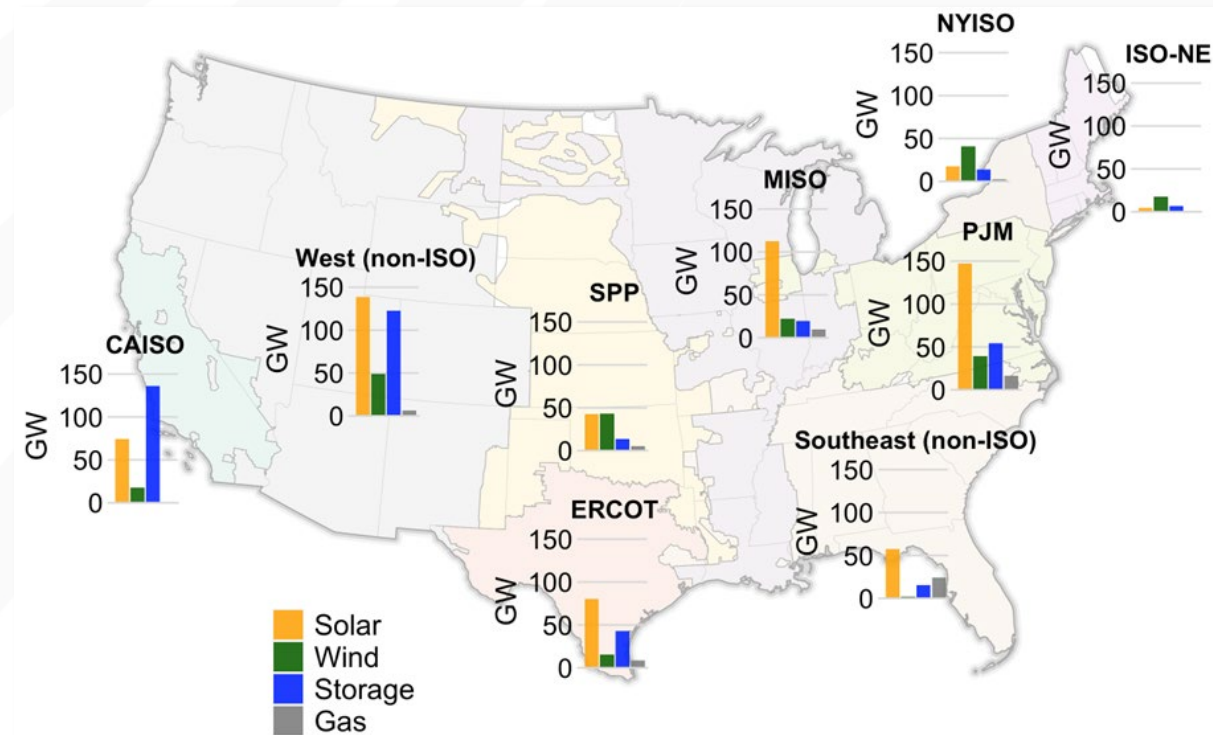 NYISO
150
100
50
0
GW
ISO-NE
150
100
50
0
GW
MISO
150
100
50
0
GW
PJM
150
100
50
0
GW
West (non-ISO)
150
100
50
0
GW
SPP
150
100
50
0
GW
CAISO
150
100
50
0
GW
Southeast (non-ISO)
150
100
50
0
GW
ERCOT
150
100
50
0
GW
Solar
Wind
Storage
Gas